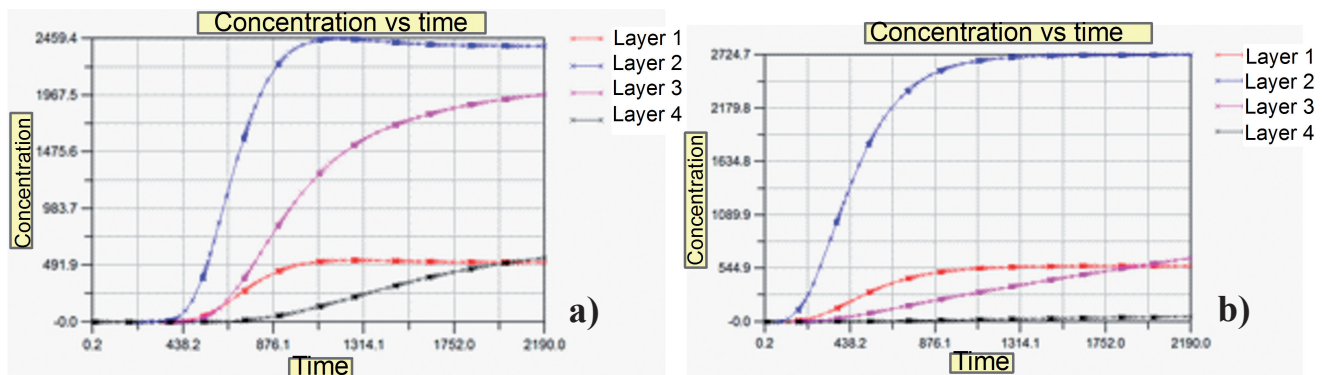 Concentration vs time
2459.4
1967.5
1475.6
983.7
491.9
-0.0
0.2 438.2 876.1 1314.1 1752.0 2190.0
Concentration
Time
Layer 1
Layer 2
Layer 3
Layer 4
a)
Concentration vs time
2724.7
2179.8
1634.8
1089.9
544.9
-0.0
0.2 438.2 876.1 1314.1 1752.0 2190.0
Concentration
Time
Layer 1
Layer 2
Layer 3
Layer 4
b)